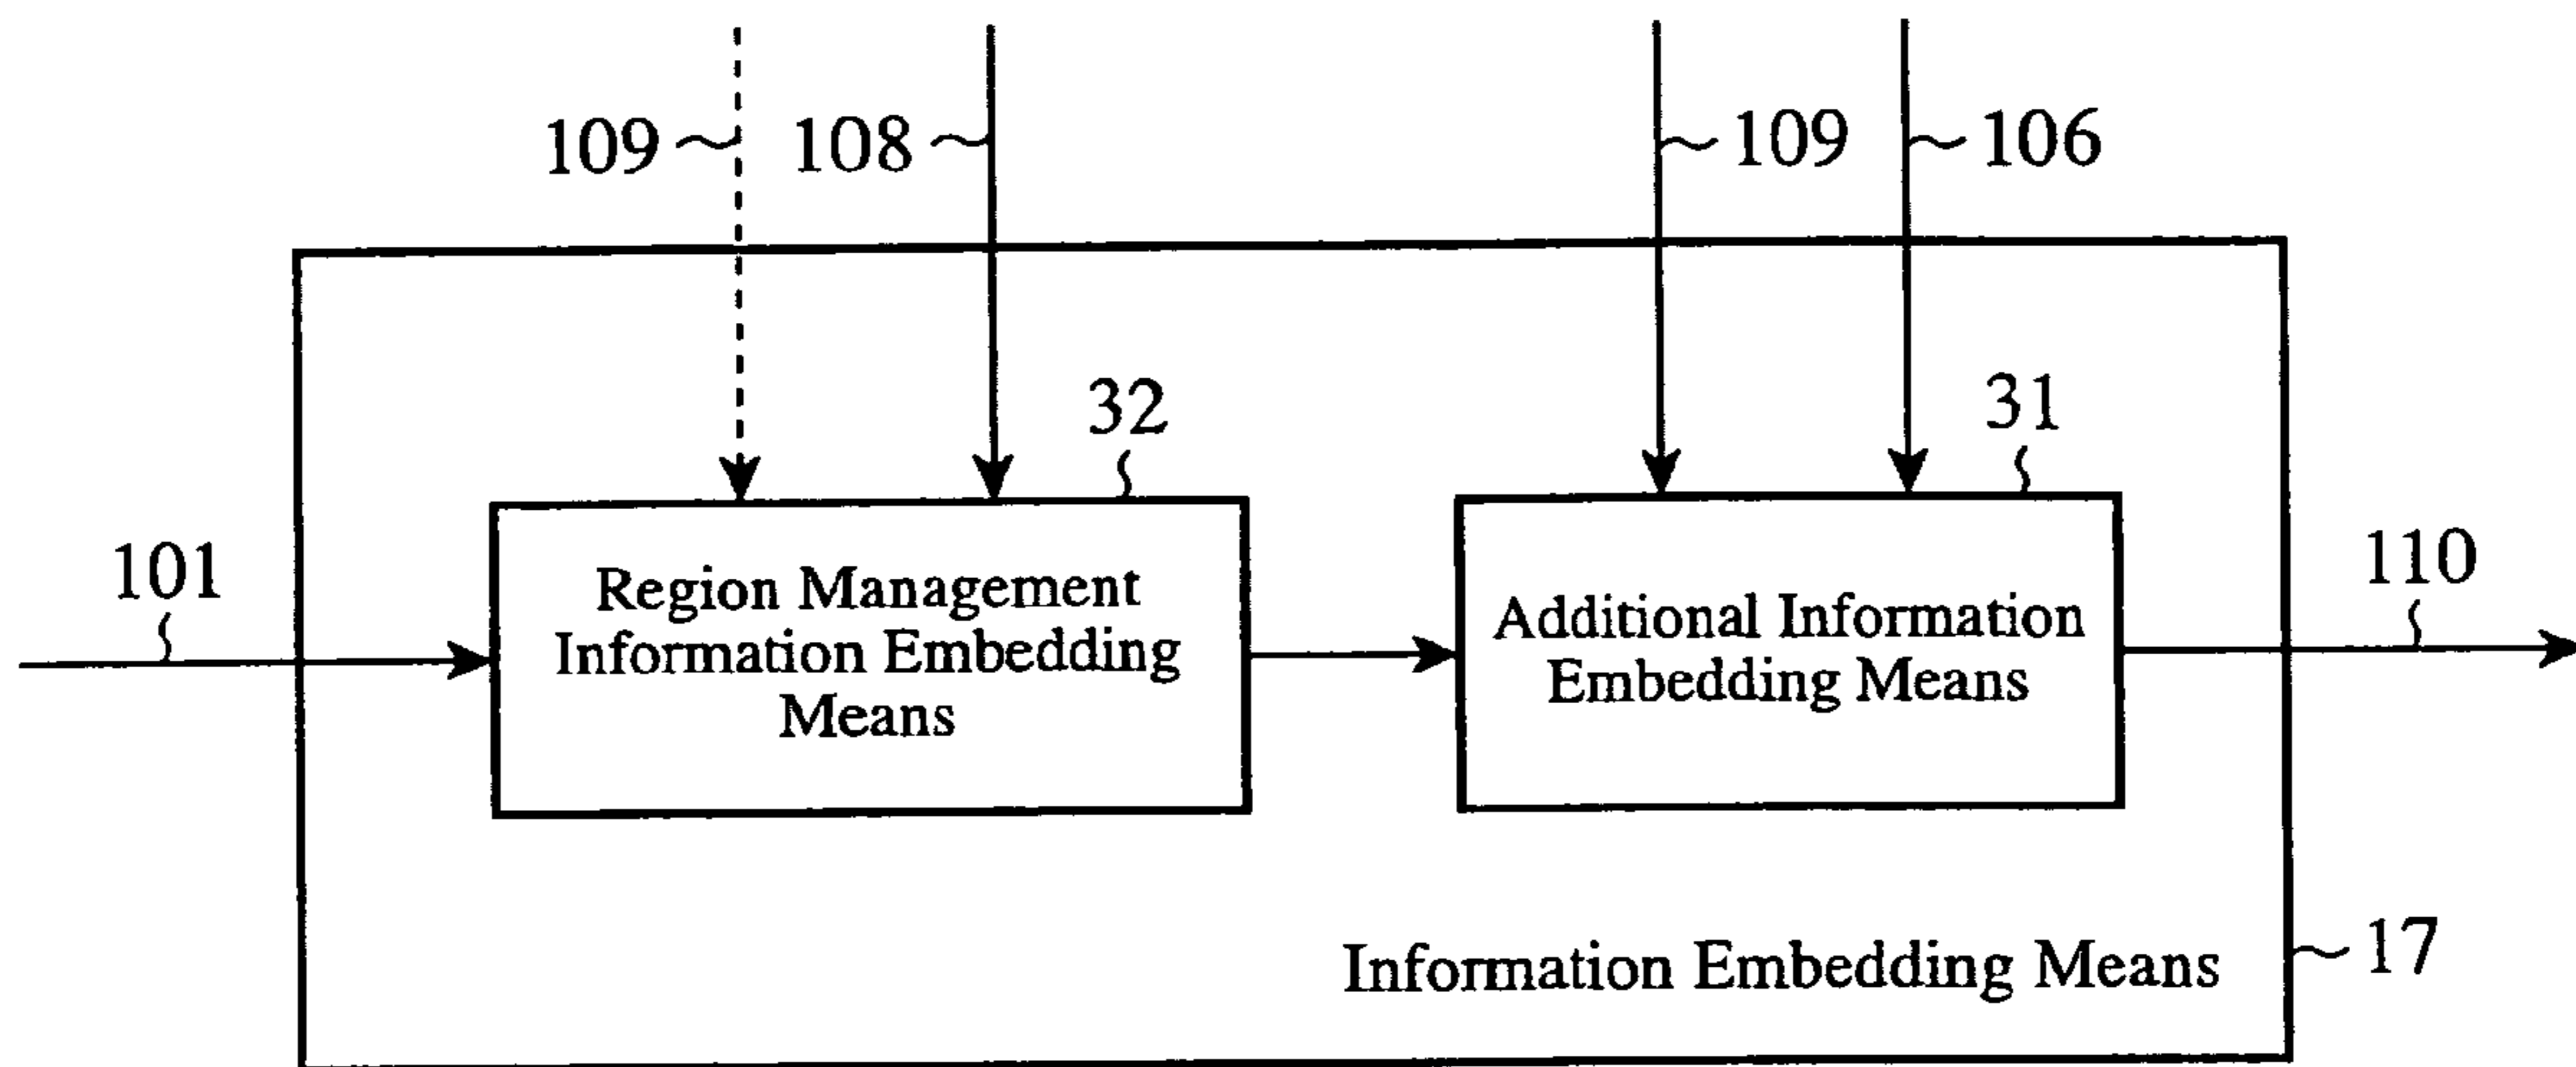 109 108 109 106
32 31
101 110
Region Management
Information Embedding
Means
Additional Information
Embedding Means
Information Embedding Means
17